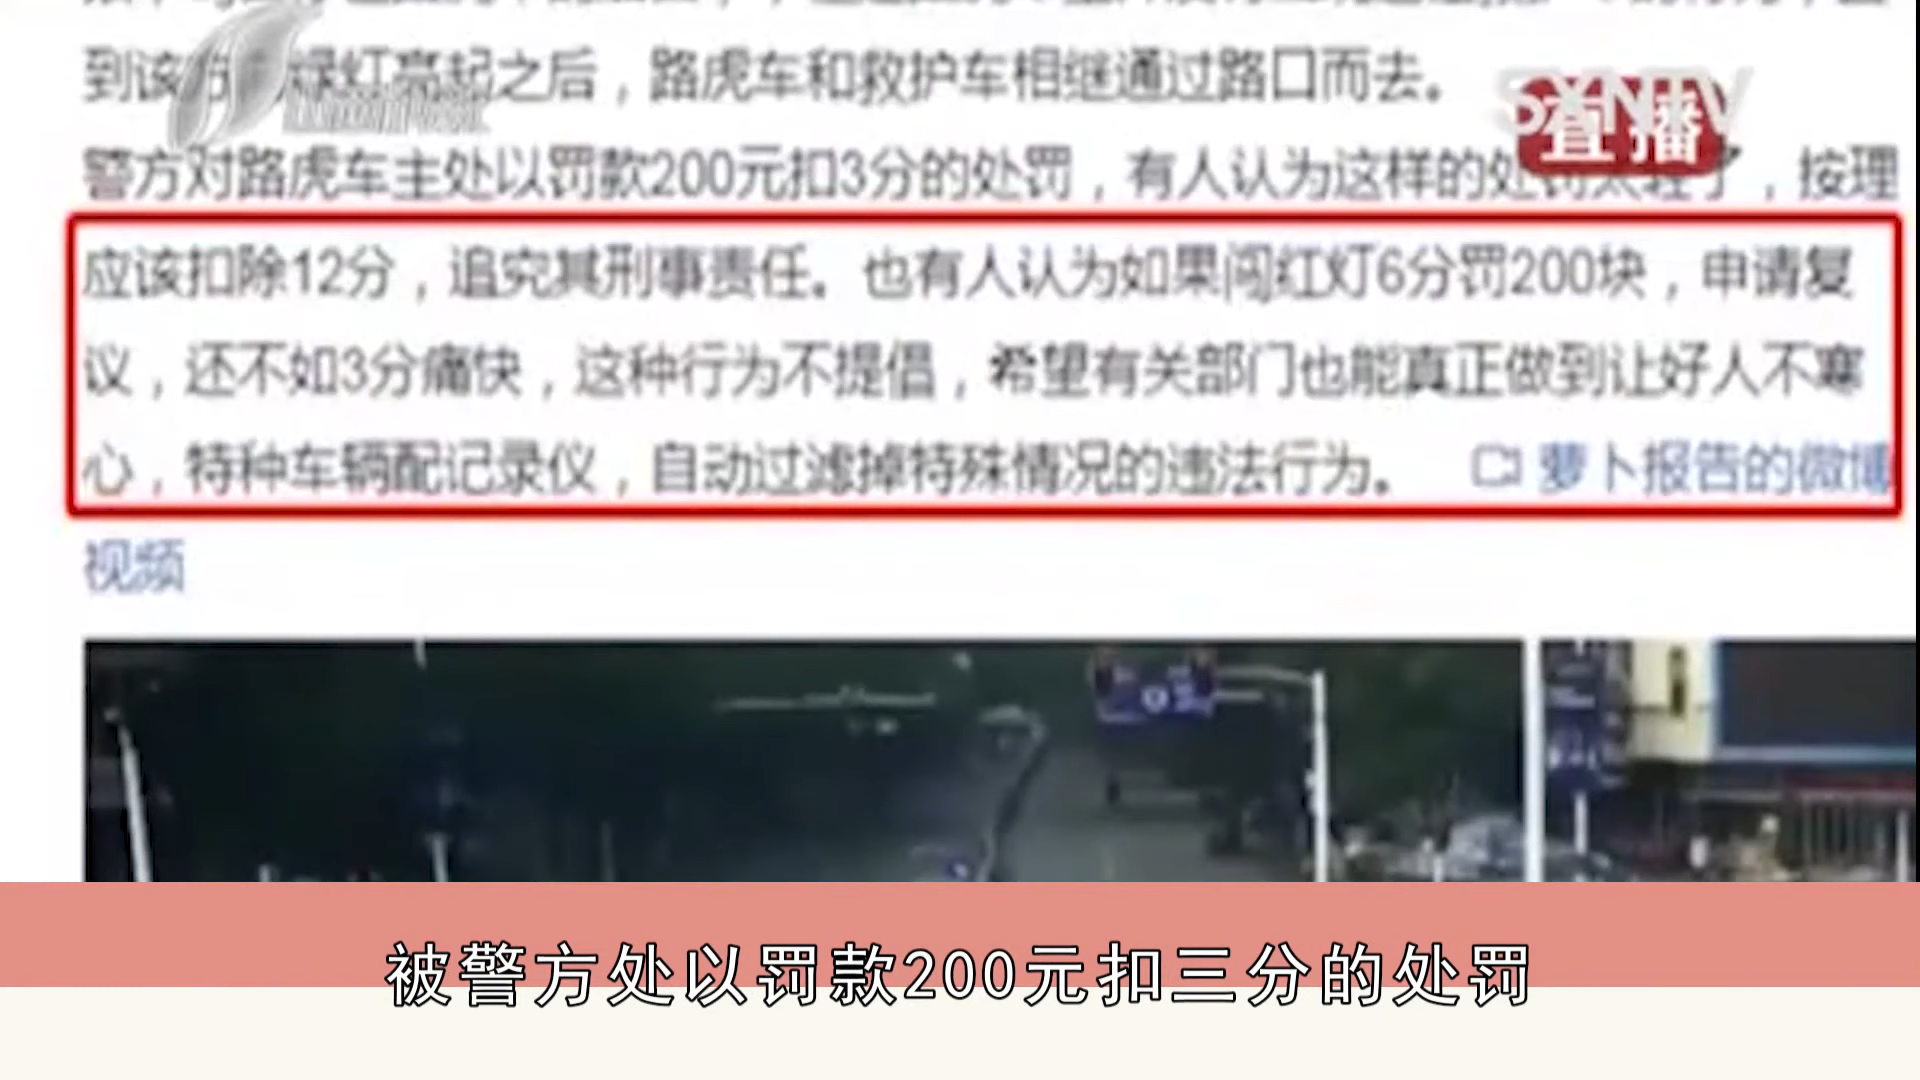 到该 绿灯亮起之后，路虎车和救护车相继通过路口而去。
SXNTV
直播
警方对路虎车主处以罚款200元扣3分的处罚，有人认为这样的处罚太轻了，按理
应该扣除12分，追究其刑事责任。也有人认为如果闯红灯6分罚200块，申请复
议，还不如3分痛快，这种行为不提倡，希望有关部门也能真正做到让好人不寒
心，特种车辆配记录仪，自动过滤掉特殊情况的违法行为。 萝卜报告的微博
视频
被警方处以罚款200元扣三分的处罚